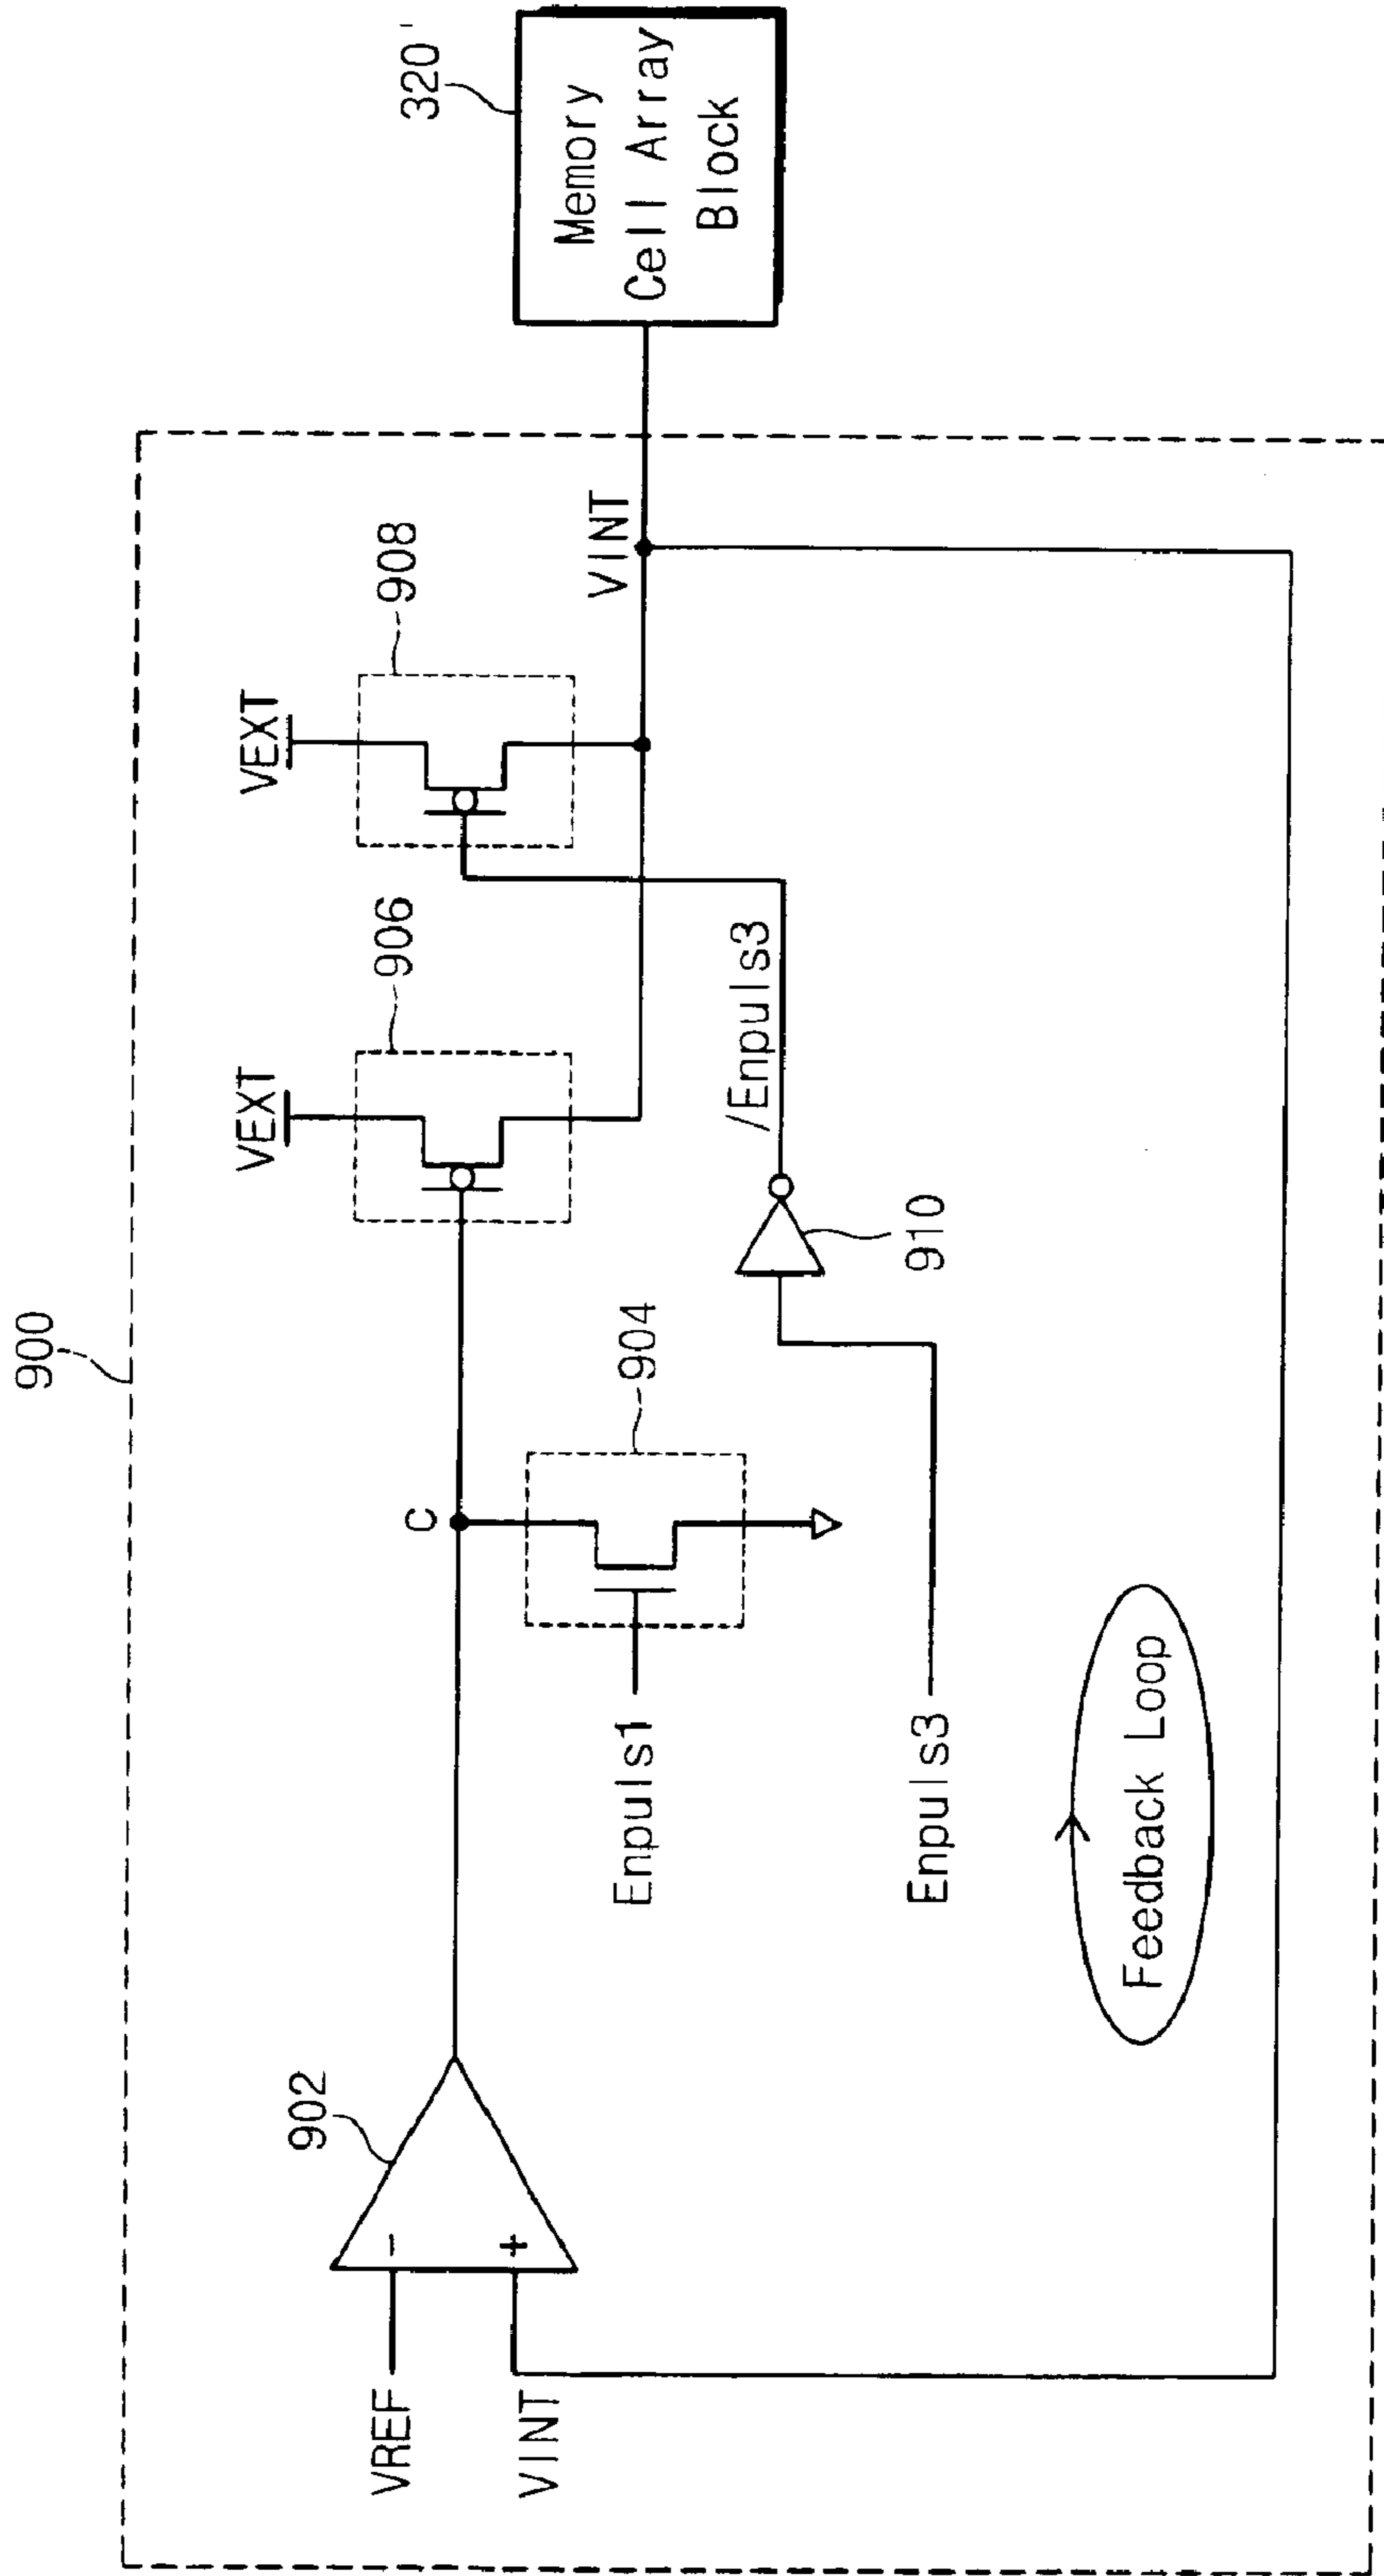 900
902
VREF
-
VINT
+
C
904
Enpuls1
Enpuls3
910
/Enpuls3
VEXT
906
VEXT
908
VINT
320'
Memory
Cell Array
Block
Feedback Loop